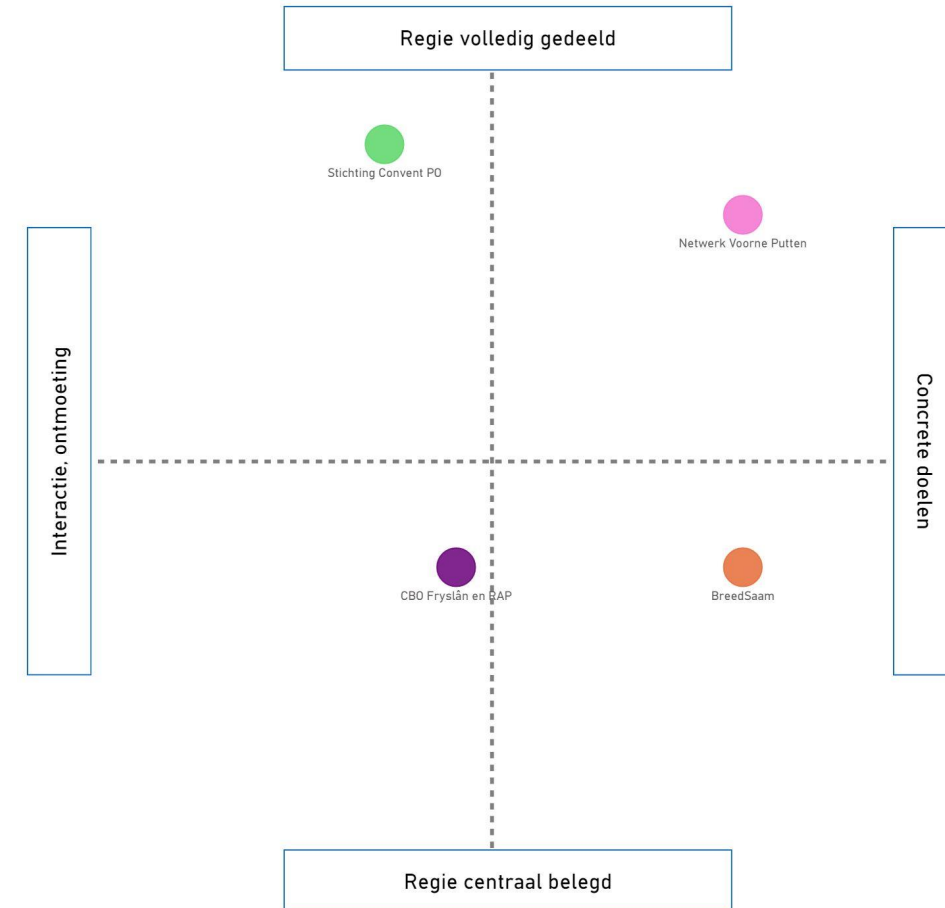 Regie volledig gedeeld
Stichting Convent PO
Netwerk Voorne Putten
Interactie, ontmoeting
Concrete doelen
CBO Fryslân en RAP
BreedSaam
Regie centraal belegd